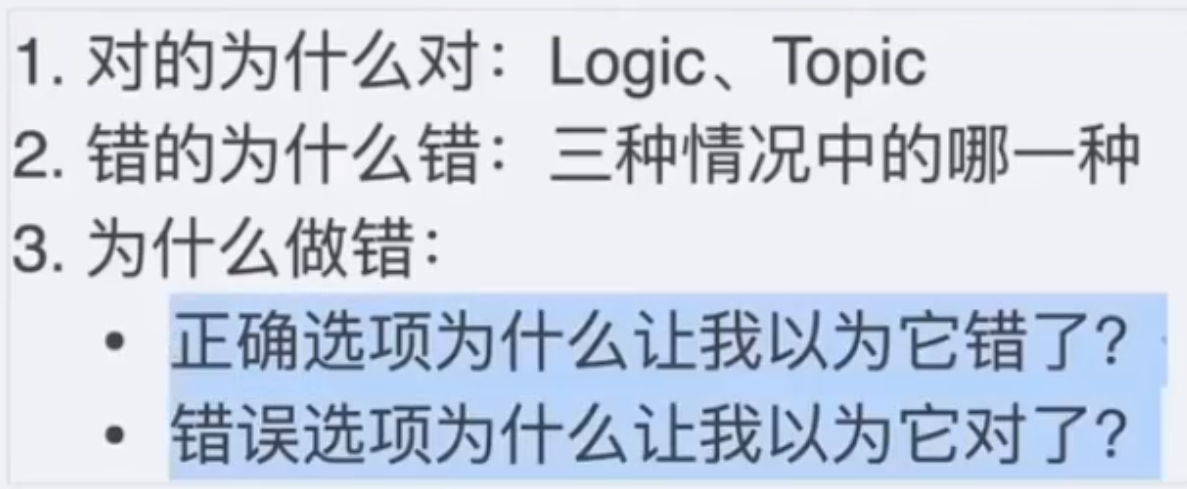 1. 对的为什么对：Logic、Topic
2. 错的为什么错：三种情况中的哪一种
3. 为什么做错：
• 正确选项为什么让我以为它错了？
• 错误选项为什么让我以为它对了？